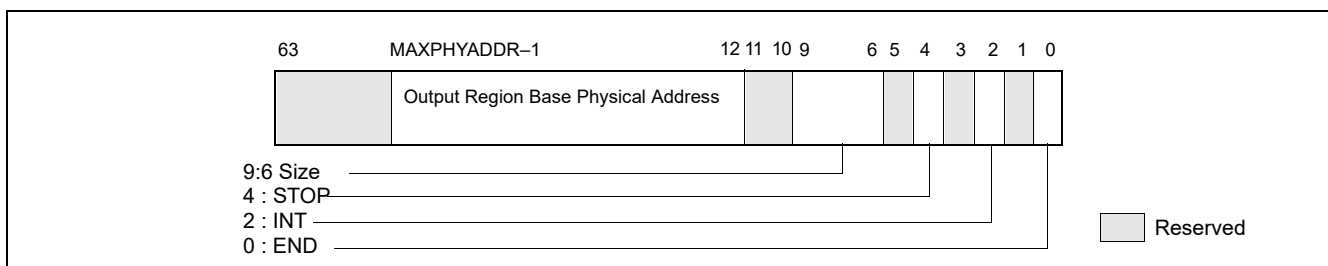 63 MAXPHYADDR–1 12 11 10 9 6 5 4 3 2 1 0
Output Region Base Physical Address
9:6 Size
4 : STOP
2 : INT
0 : END
Reserved